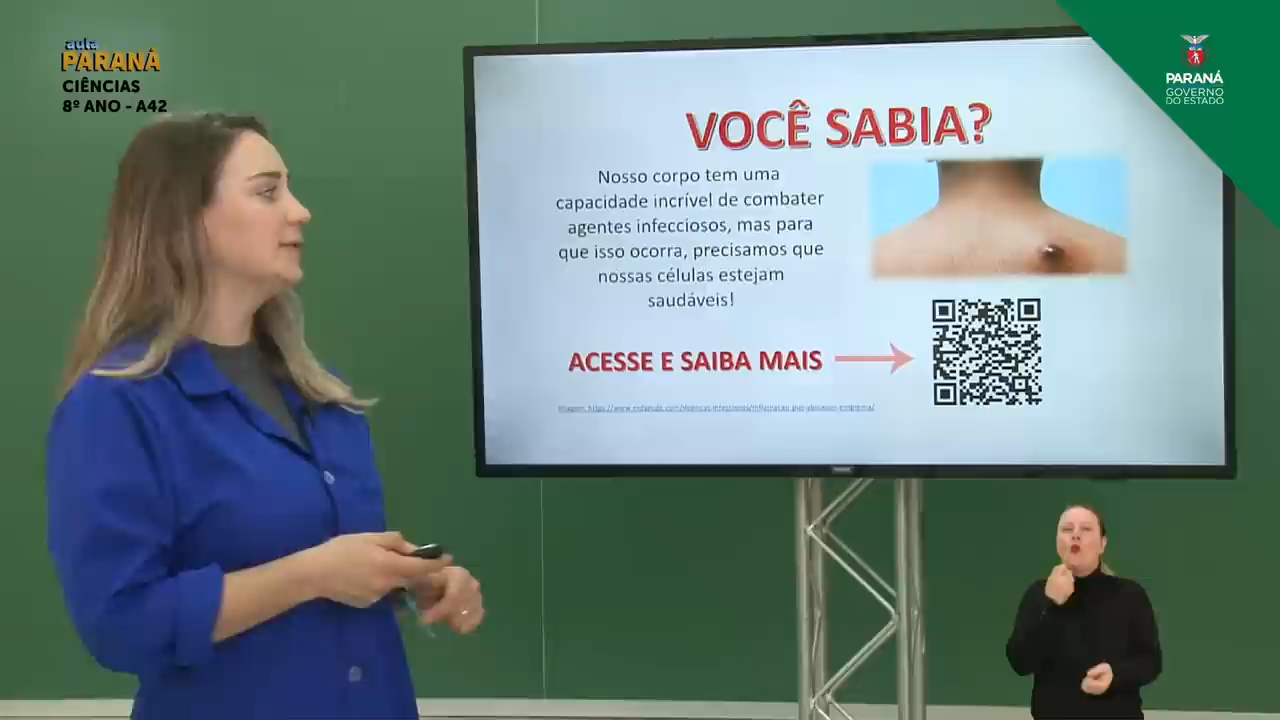 aula
PARANÁ
CIÊNCIAS
8º ANO - A42
PARANÁ
GOVERNO
DO ESTADO
VOCÊ SABIA?
Nosso corpo tem uma
capacidade incrível de combater
agentes infecciosos, mas para
que isso ocorra, precisamos que
nossas células estejam
saudáveis!
ACESSE E SAIBA MAIS